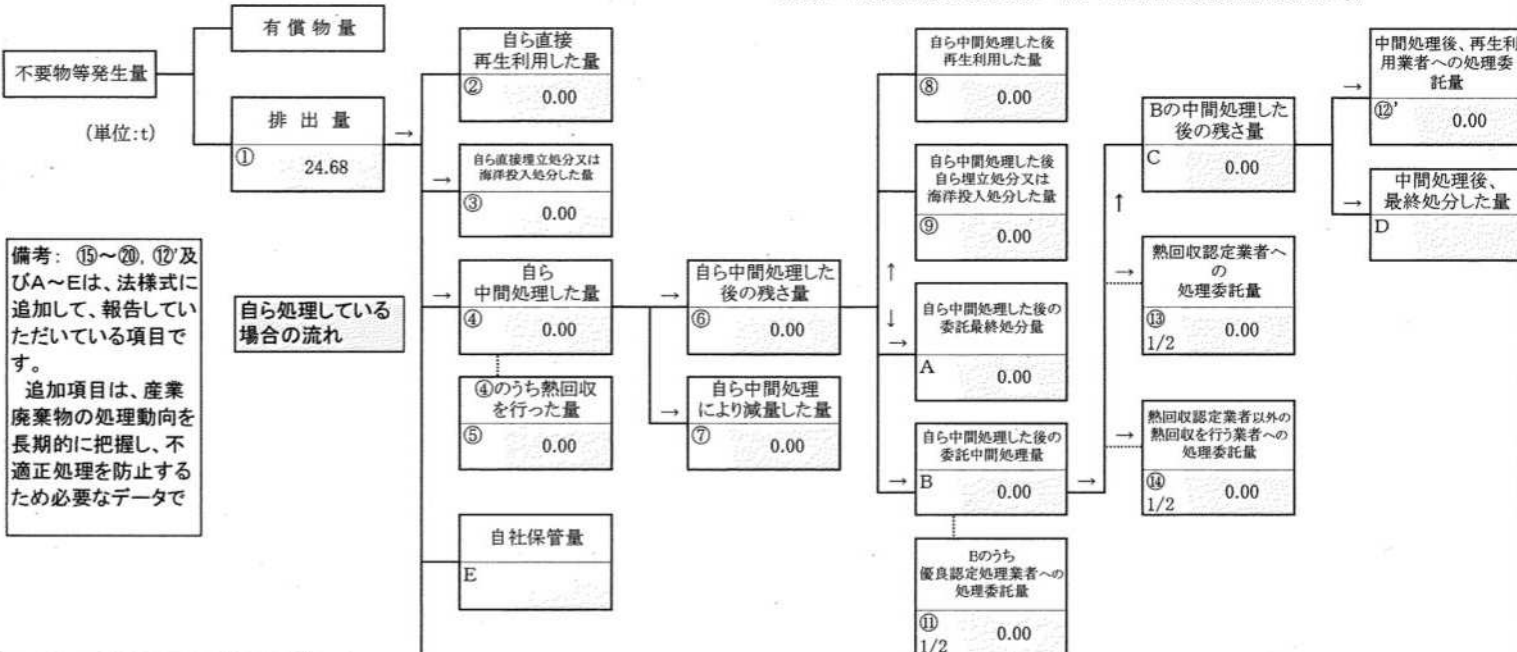 不要物等発生量
(単位:t)
有償物量
排出量
①
24.68
→
備考: ⑮～⑳, ⑫'及
びA～Eは、法様式に
追加して、報告してい
ただいている項目で
す。
追加項目は、産業
廃棄物の処理動向を
長期的に把握し、不
適正処理を防止する
ため必要なデータで
自ら処理している
場合の流れ
自ら直接
再生利用した量
②
0.00
→
自ら直接埋立処分又は
海洋投入処分した量
③
0.00
→
自ら
中間処理した量
④
0.00
④のうち熱回収
を行った量
⑤
0.00
自社保管量
E
→
自ら中間処理した
後の残さ量
⑥
0.00
→
自ら中間処理
により減量した量
⑦
0.00
自ら中間処理した後
再生利用した量
⑧
0.00
自ら中間処理した後
自ら埋立処分又は
海洋投入処分した量
⑨
0.00
↑
↓
→
自ら中間処理した後の
委託最終処分量
A
0.00
自ら中間処理した後の
委託中間処理量
→
B
0.00
→
Bのうち
優良認定処理業者への
処理委託量
⑪
1/2
0.00
Bの中間処理した
後の残さ量
C
0.00
↑
→
熱回収認定業者へ
の
処理委託量
⑬
1/2
0.00
→
熱回収認定業者以外の
熱回収を行う業者への
処理委託量
⑭
1/2
0.00
中間処理後、再生利
用業者への処理委
託量
→
⑫'
0.00
中間処理後、
最終処分した量
→
D